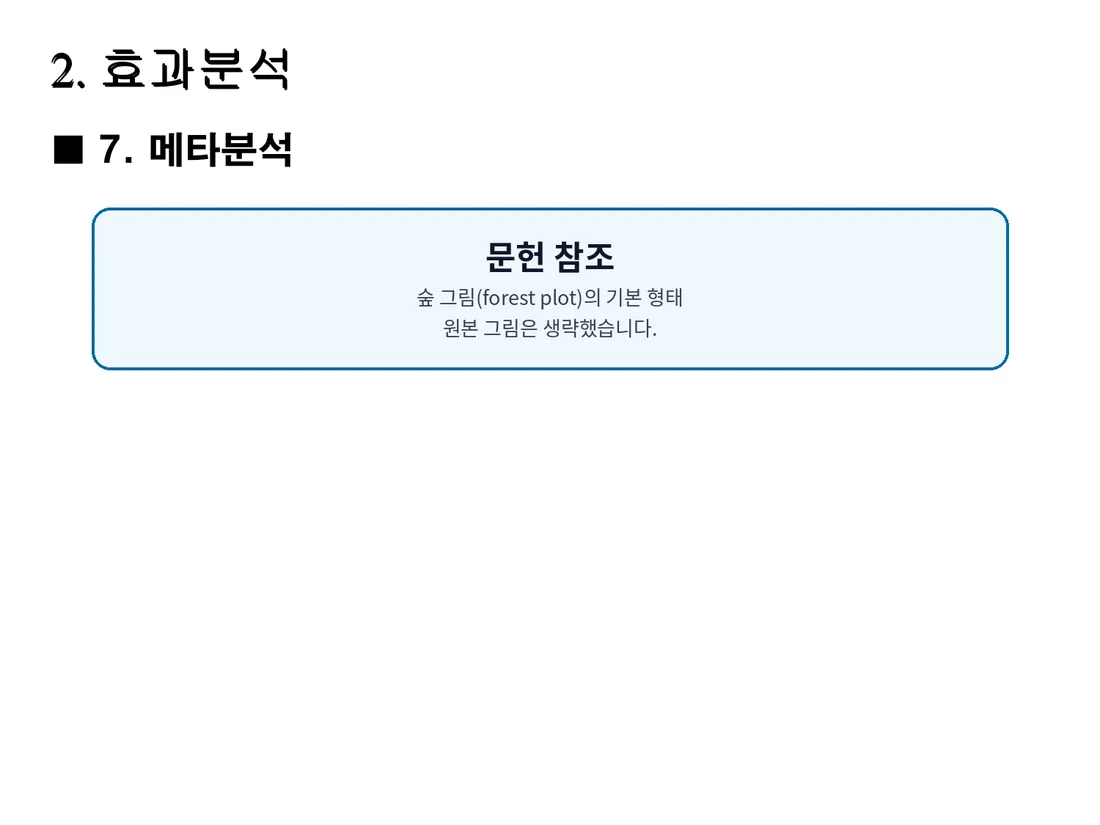 2. 효과분석
■ 7. 메타분석
문헌 참조
숲 그림(forest plot)의 기본 형태
원본 그림은 생략했습니다.